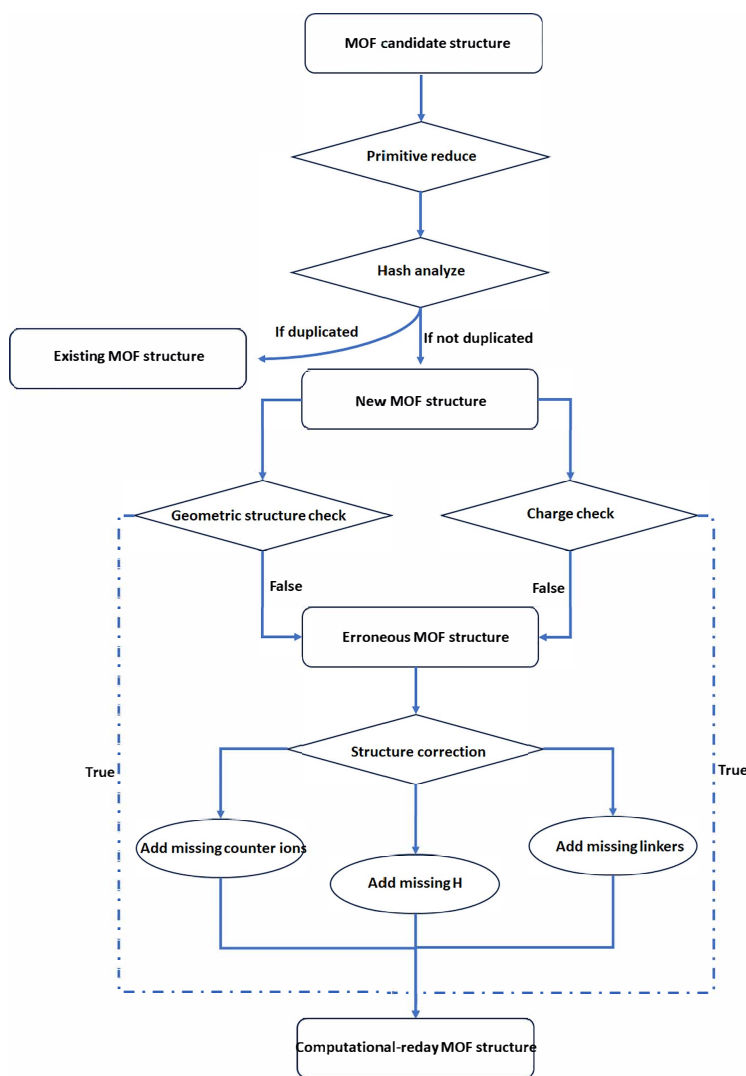 MOF candidate structure
Primitive reduce
Hash analyze
If duplicated
If not duplicated
Existing MOF structure
New MOF structure
Geometric structure check
Charge check
False
False
Erroneous MOF structure
Structure correction
True
True
Add missing counter ions
Add missing H
Add missing linkers
Computational-reday MOF structure